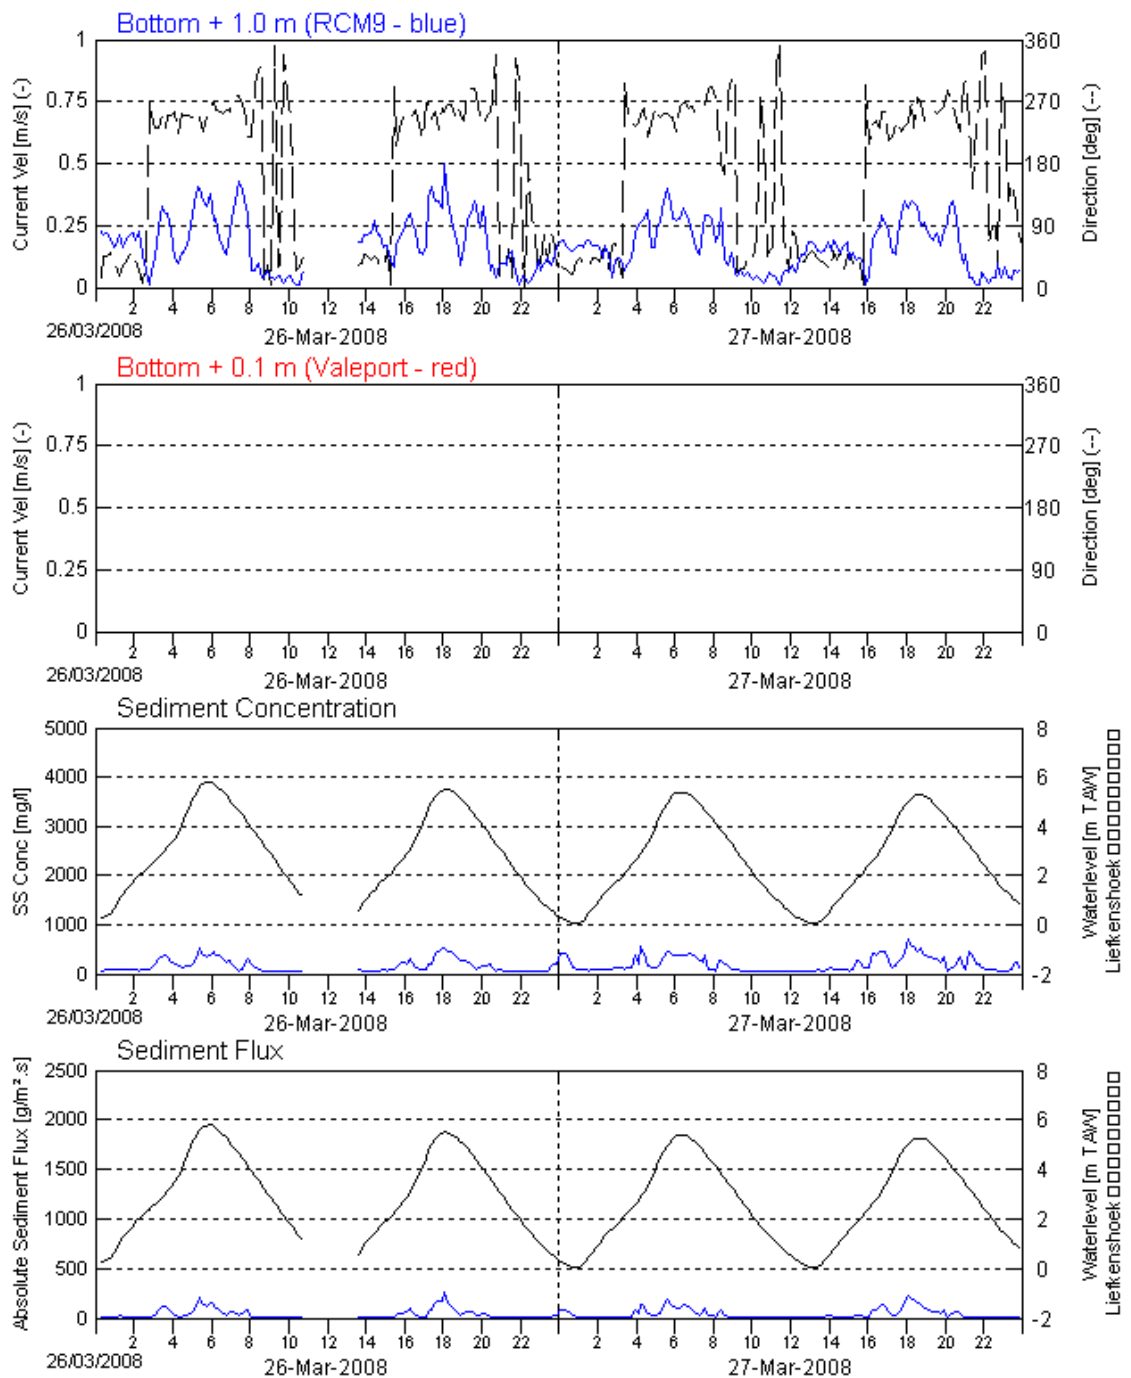 Bottom + 1.0 m (RCM9 - blue)
Current Vel [m/s] (-)
1
0.75
0.5
0.25
0
360
270
180
90
0
Direction [deg] (--)
2 4 6 8 10 12 14 16 18 20 22 2 4 6 8 10 12 14 16 18 20 22
26/03/2008
26-Mar-2008
27-Mar-2008
Bottom + 0.1 m (Valeport - red)
Current Vel [m/s] (-)
1
0.75
0.5
0.25
0
360
270
180
90
0
Direction [deg] (--)
2 4 6 8 10 12 14 16 18 20 22 2 4 6 8 10 12 14 16 18 20 22
26/03/2008
26-Mar-2008
27-Mar-2008
Sediment Concentration
SS Conc [mg/l]
5000
4000
3000
2000
1000
0
8
6
4
2
0
-2
Waterlevel [m TAW]
Liefkenshoek □□□□□□□□□
2 4 6 8 10 12 14 16 18 20 22 2 4 6 8 10 12 14 16 18 20 22
26/03/2008
26-Mar-2008
27-Mar-2008
Sediment Flux
Absolute Sediment Flux [g/m².s]
2500
2000
1500
1000
500
0
8
6
4
2
0
-2
Waterlevel [m TAW]
Liefkenshoek □□□□□□□□□
2 4 6 8 10 12 14 16 18 20 22 2 4 6 8 10 12 14 16 18 20 22
26/03/2008
26-Mar-2008
27-Mar-2008